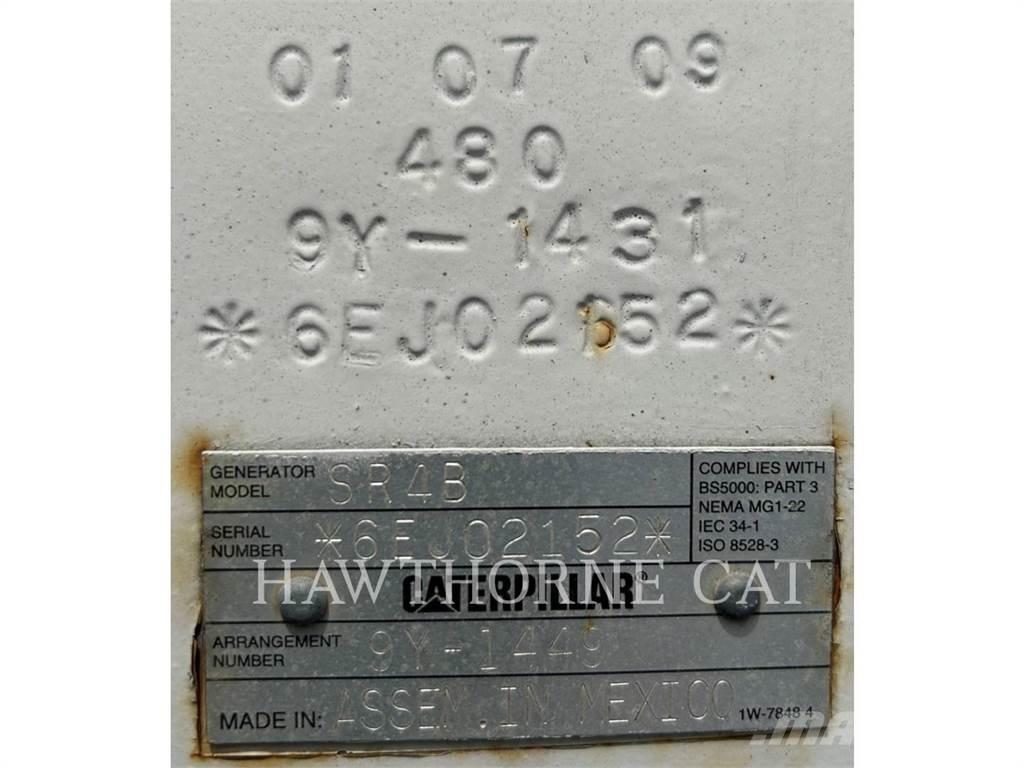 01 07 09
480
9Y-1431
*6EJ02152*
GENERATOR MODEL SR4B
SERIAL NUMBER *6EJ02152*
COMPLIES WITH
BS5000: PART 3
NEMA MG1-22
IEC 34-1
ISO 8528-3
CATERPILLAR®
HAWTHORNE CAT
ARRANGEMENT NUMBER 9Y-1449
MADE IN: ASSEM.IN MEXICO
1W-7848 4